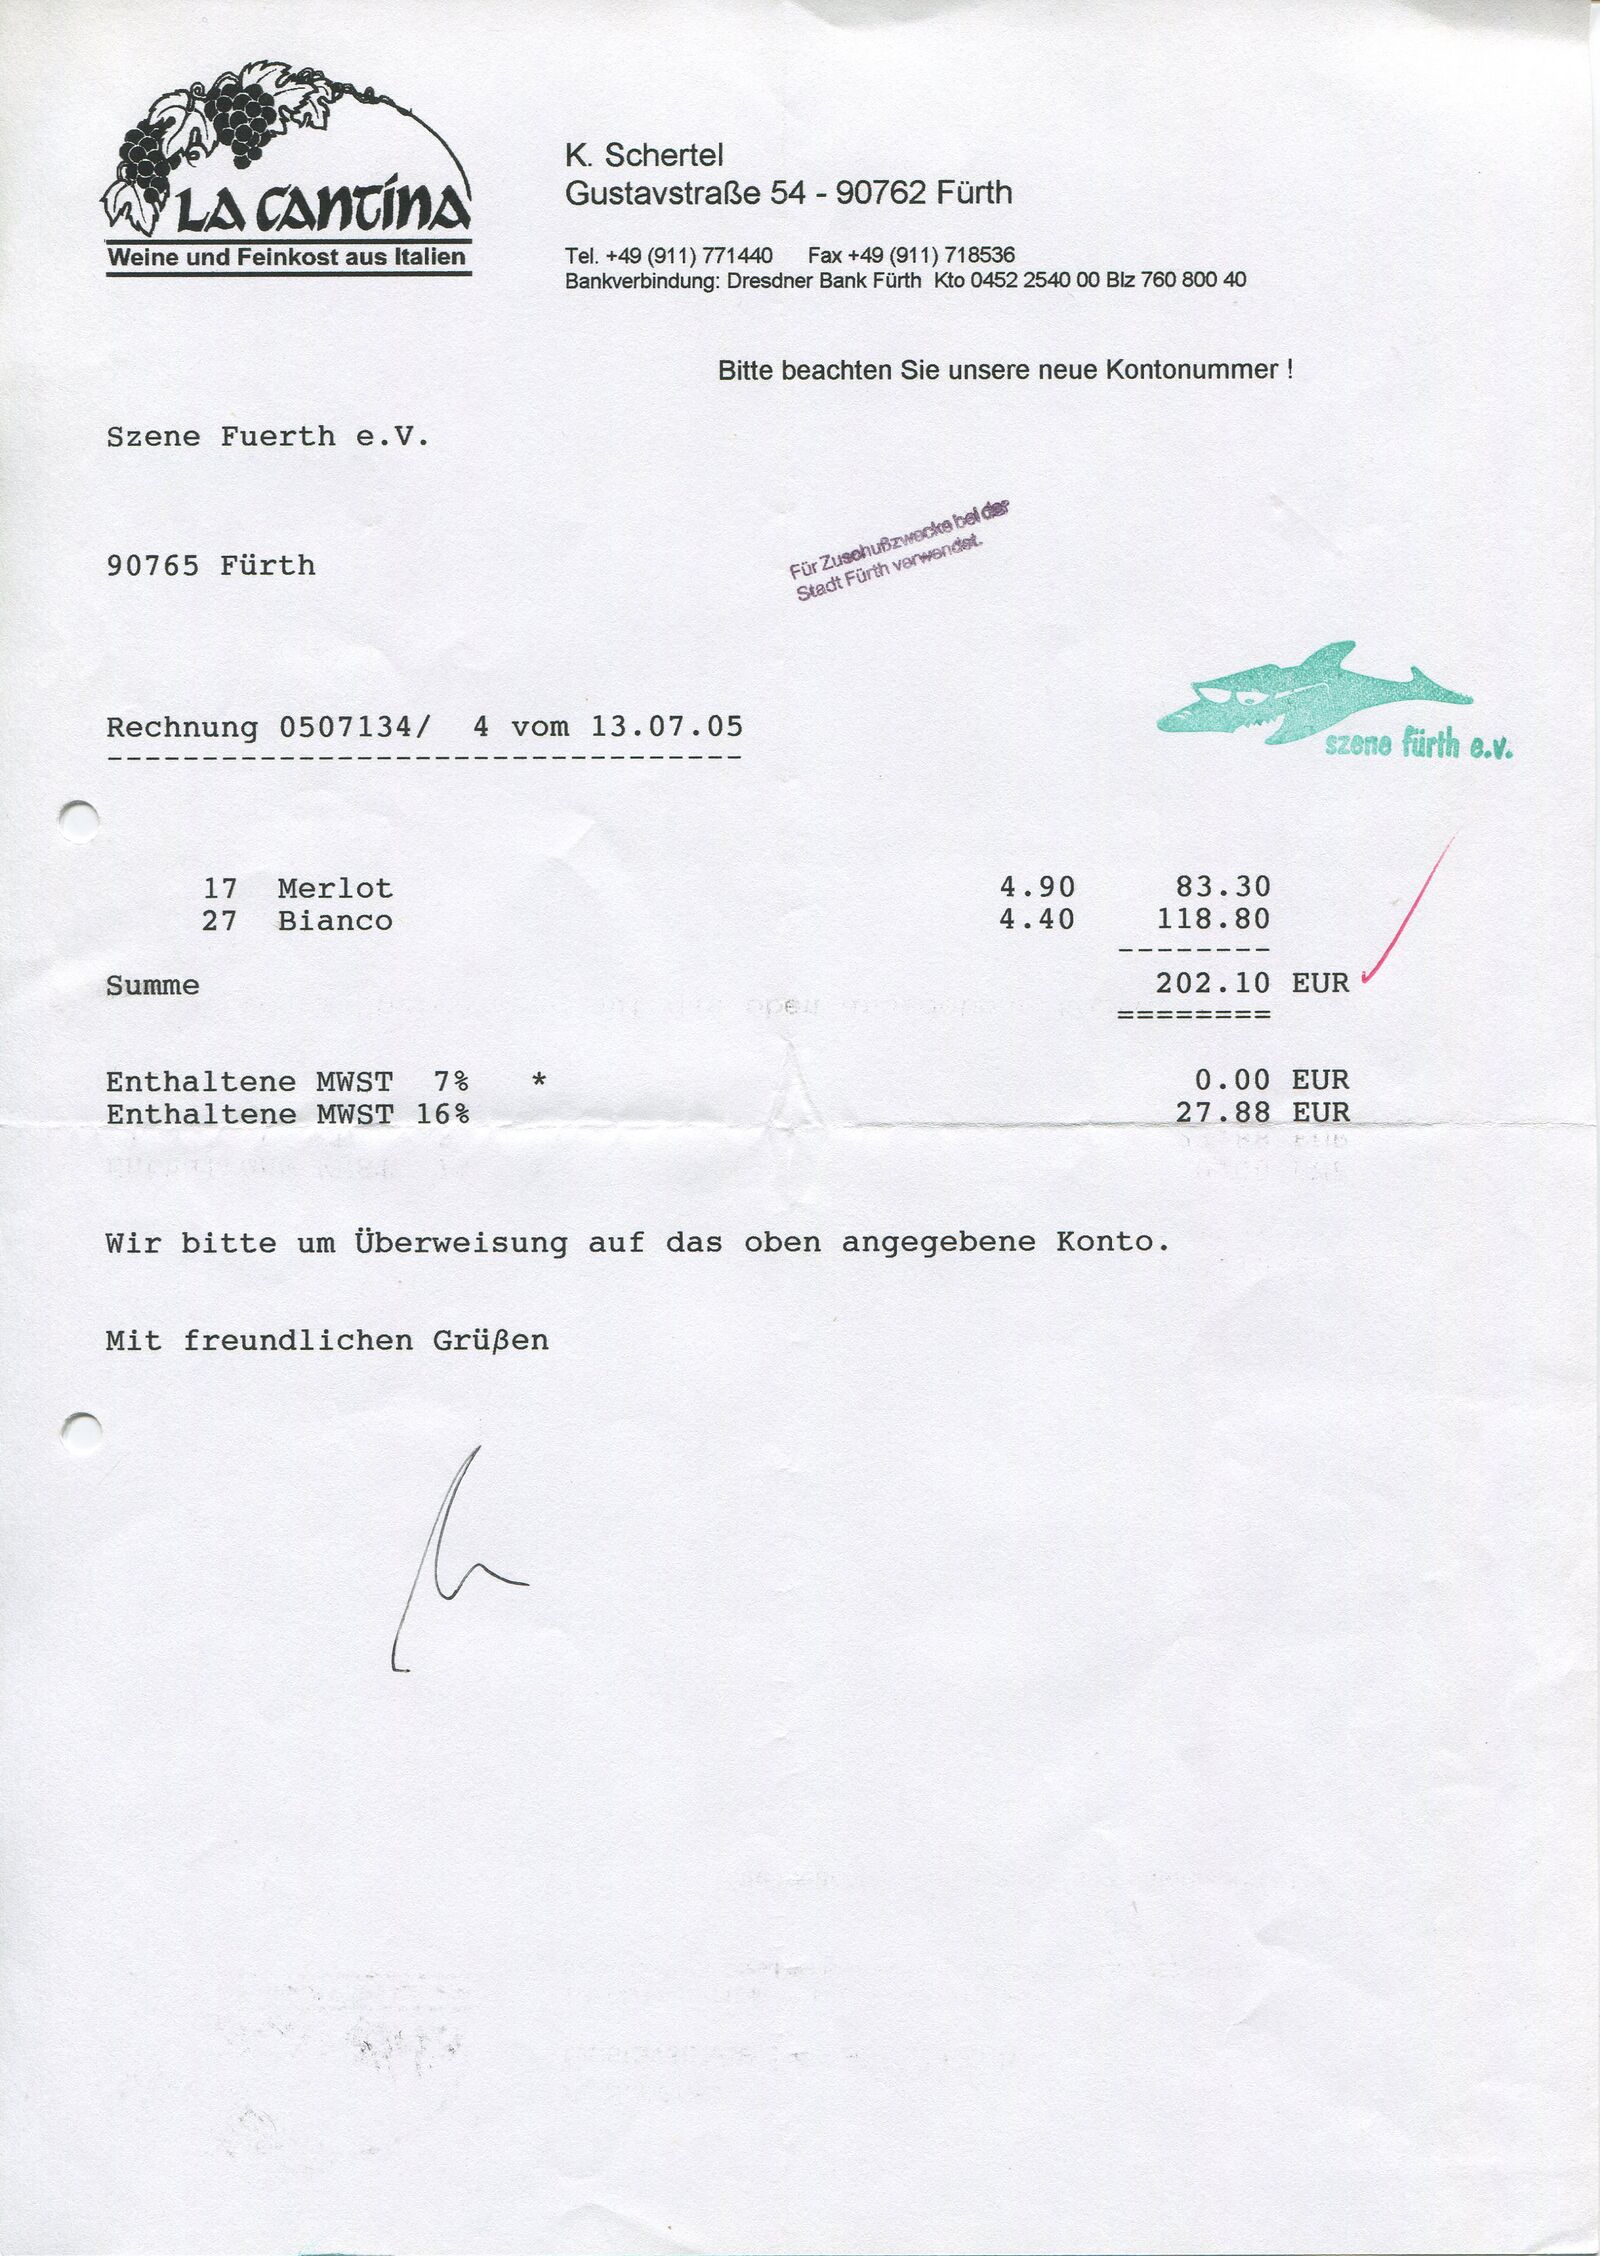 LA CANTINA
Weine und Feinkost aus Italien
K. Schertel
Gustavstraße 54 - 90762 Fürth
Tel. +49 (911) 771440 Fax +49 (911) 718536
Bankverbindung: Dresdner Bank Fürth Kto 0452 2540 00 Blz 760 800 40
Bitte beachten Sie unsere neue Kontonummer !
Szene Fuerth e.V.
90765 Fürth
Für Zuschußzwecke bei der
Stadt Fürth verwendet.
szene fürth e.v.
Rechnung 0507134/ 4 vom 13.07.05
---------------------------------
17 Merlot 4.90 83.30
27 Bianco 4.40 118.80
--------
Summe 202.10 EUR
========
Enthaltene MWST 7% * 0.00 EUR
Enthaltene MWST 16% 27.88 EUR
Wir bitte um Überweisung auf das oben angegebene Konto.
Mit freundlichen Grüßen